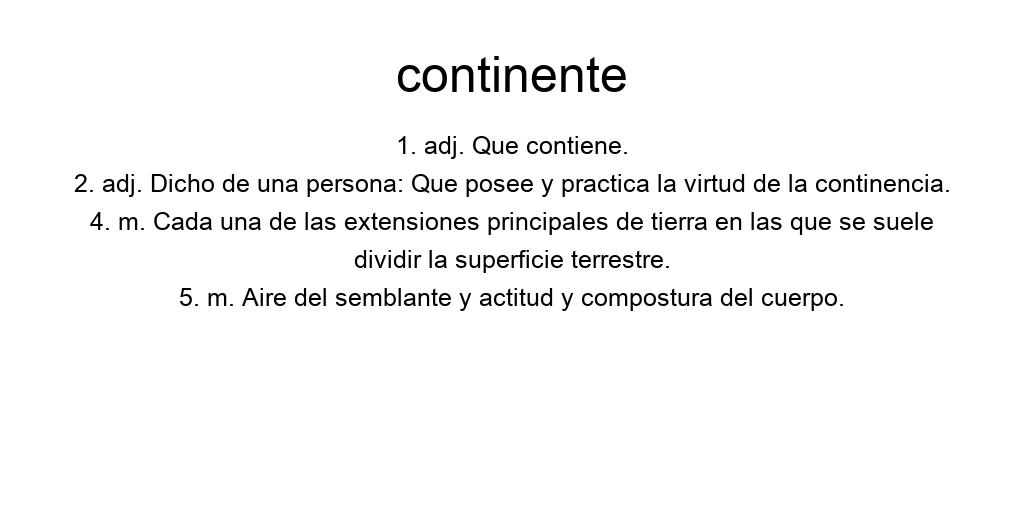 continente
1. adj. Que contiene.
2. adj. Dicho de una persona: Que posee y practica la virtud de la continencia.
4. m. Cada una de las extensiones principales de tierra en las que se suele
dividir la superficie terrestre.
5. m. Aire del semblante y actitud y compostura del cuerpo.